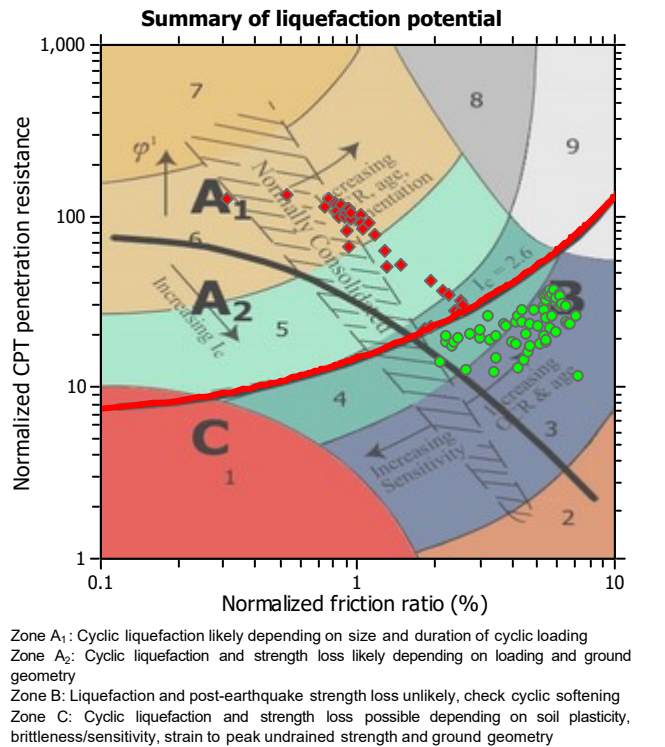 Summary of liquefaction potential
Normalized CPT penetration resistance
1,000
100
10
1
0.1
1
10
Normalized friction ratio (%)
7
8
9
φ'
A1
6
A2
5
4
C
1
B
3
2
Normally Consolidated
Increasing
age,
Ic = 2.6
Increasing Ic
Increasing
Sensitivity
Increasing
OCR & age
Zone A1: Cyclic liquefaction likely depending on size and duration of cyclic loading
Zone A2: Cyclic liquefaction and strength loss likely depending on loading and ground
geometry
Zone B: Liquefaction and post-earthquake strength loss unlikely, check cyclic softening
Zone C: Cyclic liquefaction and strength loss possible depending on soil plasticity,
brittleness/sensitivity, strain to peak undrained strength and ground geometry